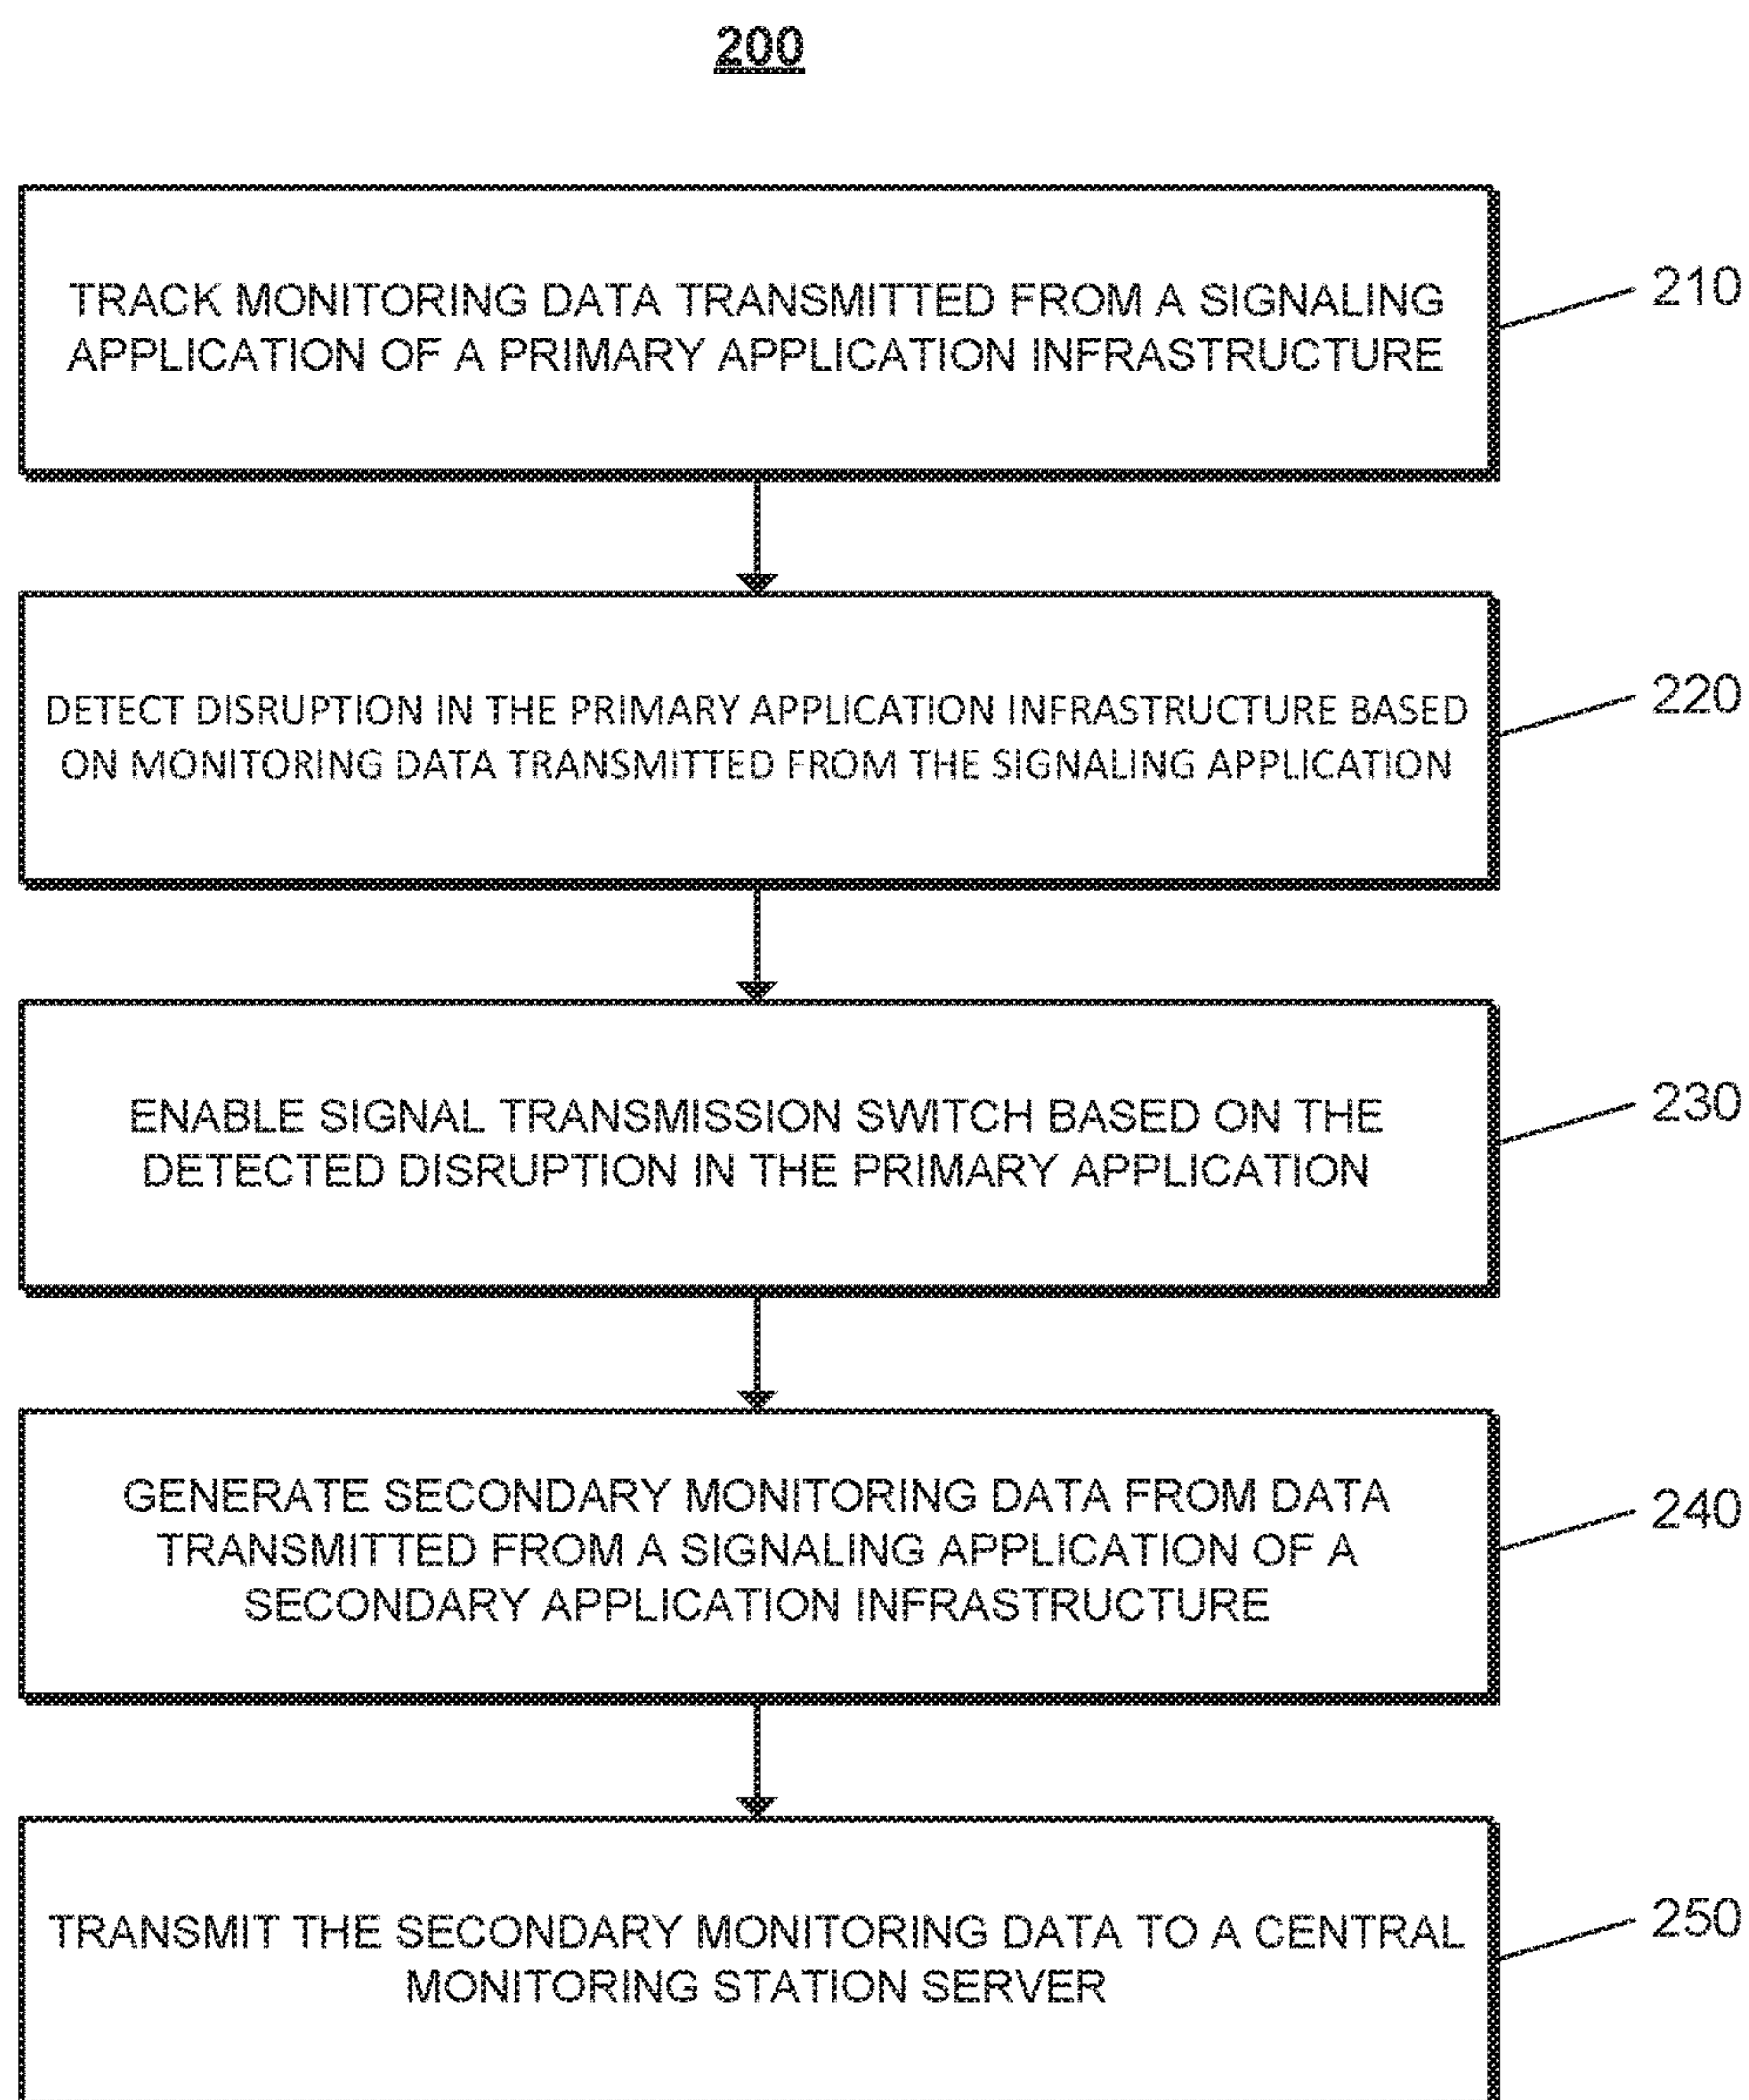 200
TRACK MONITORING DATA TRANSMITTED FROM A SIGNALING
APPLICATION OF A PRIMARY APPLICATION INFRASTRUCTURE
210
DETECT DISRUPTION IN THE PRIMARY APPLICATION INFRASTRUCTURE BASED
ON MONITORING DATA TRANSMITTED FROM THE SIGNALING APPLICATION
220
ENABLE SIGNAL TRANSMISSION SWITCH BASED ON THE
DETECTED DISRUPTION IN THE PRIMARY APPLICATION
230
GENERATE SECONDARY MONITORING DATA FROM DATA
TRANSMITTED FROM A SIGNALING APPLICATION OF A
SECONDARY APPLICATION INFRASTRUCTURE
240
TRANSMIT THE SECONDARY MONITORING DATA TO A CENTRAL
MONITORING STATION SERVER
250